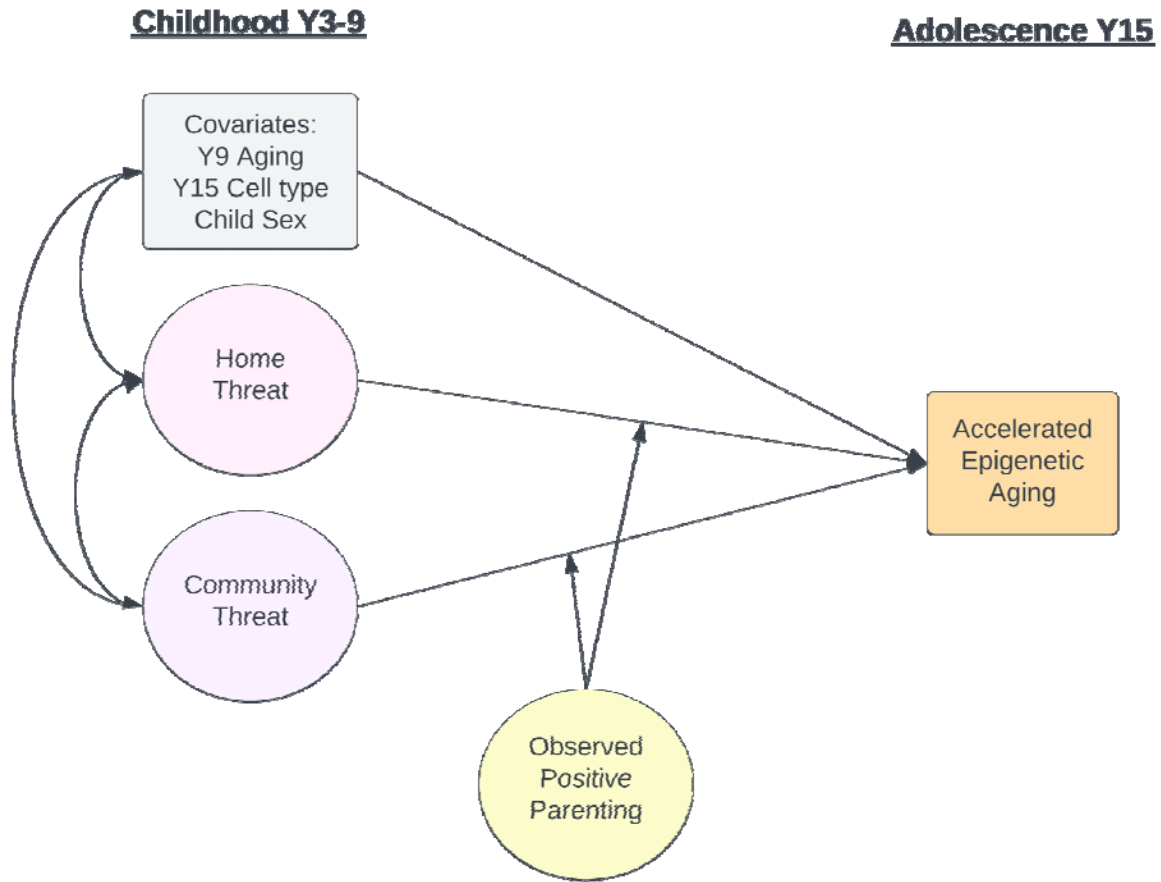 Childhood Y3-9
Adolescence Y15
Covariates:
Y9 Aging
Y15 Cell type
Child Sex
Home
Threat
Accelerated
Epigenetic
Aging
Community
Threat
Observed
Positive
Parenting